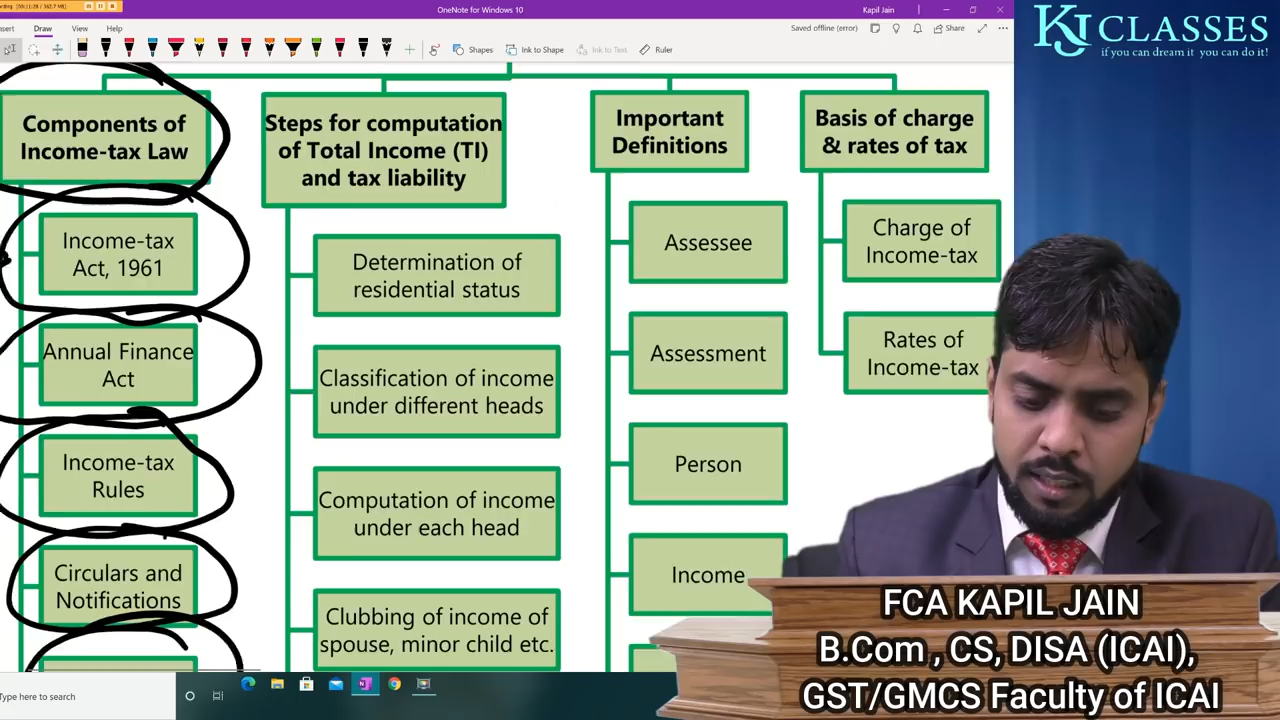 OneNote for Windows 10
Kapil Jain
Draw
View
Help
Saved offline (error)
Share
Shapes
Ink to Shape
Ink to Text
Ruler
KJ CLASSES
if you can dream it you can do it!
Components of
Income-tax Law
Income-tax
Act, 1961
Annual Finance
Act
Income-tax
Rules
Circulars and
Notifications
Steps for computation
of Total Income (TI)
and tax liability
Determination of
residential status
Classification of income
under different heads
Computation of income
under each head
Clubbing of income of
spouse, minor child etc.
Important
Definitions
Assessee
Assessment
Person
Income
Basis of charge
& rates of tax
Charge of
Income-tax
Rates of
Income-tax
FCA KAPIL JAIN
B.Com , CS, DISA (ICAI),
GST/GMCS Faculty of ICAI
Type here to search